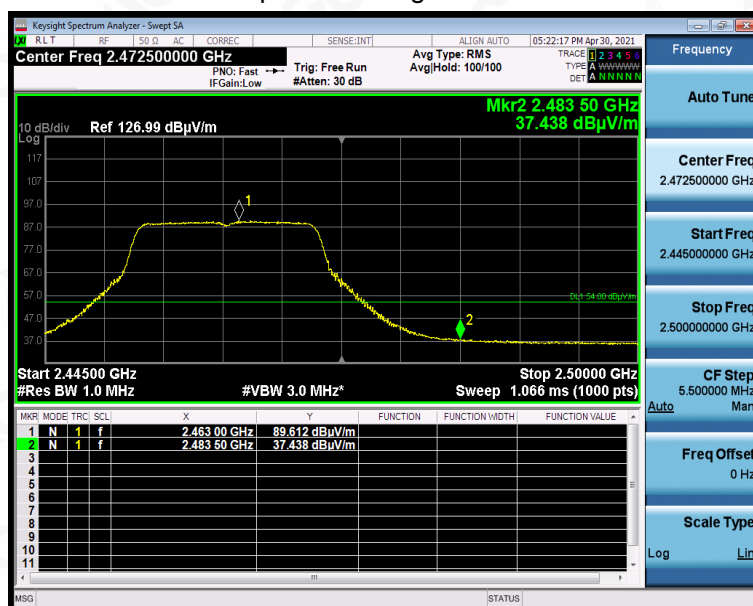 Keysight Spectrum Analyzer - Swept SA
LXI RLT RF 50 Ω AC CORREC SENSE:INT ALIGN AUTO 05:22:17 PM Apr 30, 2021
Center Freq 2.472500000 GHz
PNO: Fast
IFGain:Low
Trig: Free Run
#Atten: 30 dB
Avg Type: RMS
Avg|Hold: 100/100
TRACE 1 2 3 4 5 6
TYPE A WWWWW
DET A N N N N N
Mkr2 2.483 50 GHz
37.438 dBµV/m
10 dB/div Ref 126.99 dBµV/m
Log
117
107
97.0
87.0
77.0
67.0
57.0
47.0
37.0
1
DL1 54.00 dBµV/m
2
Start 2.44500 GHz Stop 2.50000 GHz
#Res BW 1.0 MHz #VBW 3.0 MHz* Sweep 1.066 ms (1000 pts)
MKR MODE TRC SCL X Y FUNCTION FUNCTION WIDTH FUNCTION VALUE
1 N 1 f 2.463 00 GHz 89.612 dBµV/m
2 N 1 f 2.483 50 GHz 37.438 dBµV/m
3
4
5
6
7
8
9
10
11
MSG STATUS
Frequency
Auto Tune
Center Freq
2.472500000 GHz
Start Freq
2.445000000 GHz
Stop Freq
2.500000000 GHz
CF Step
5.500000 MHz
Auto Man
Freq Offset
0 Hz
Scale Type
Log Lin